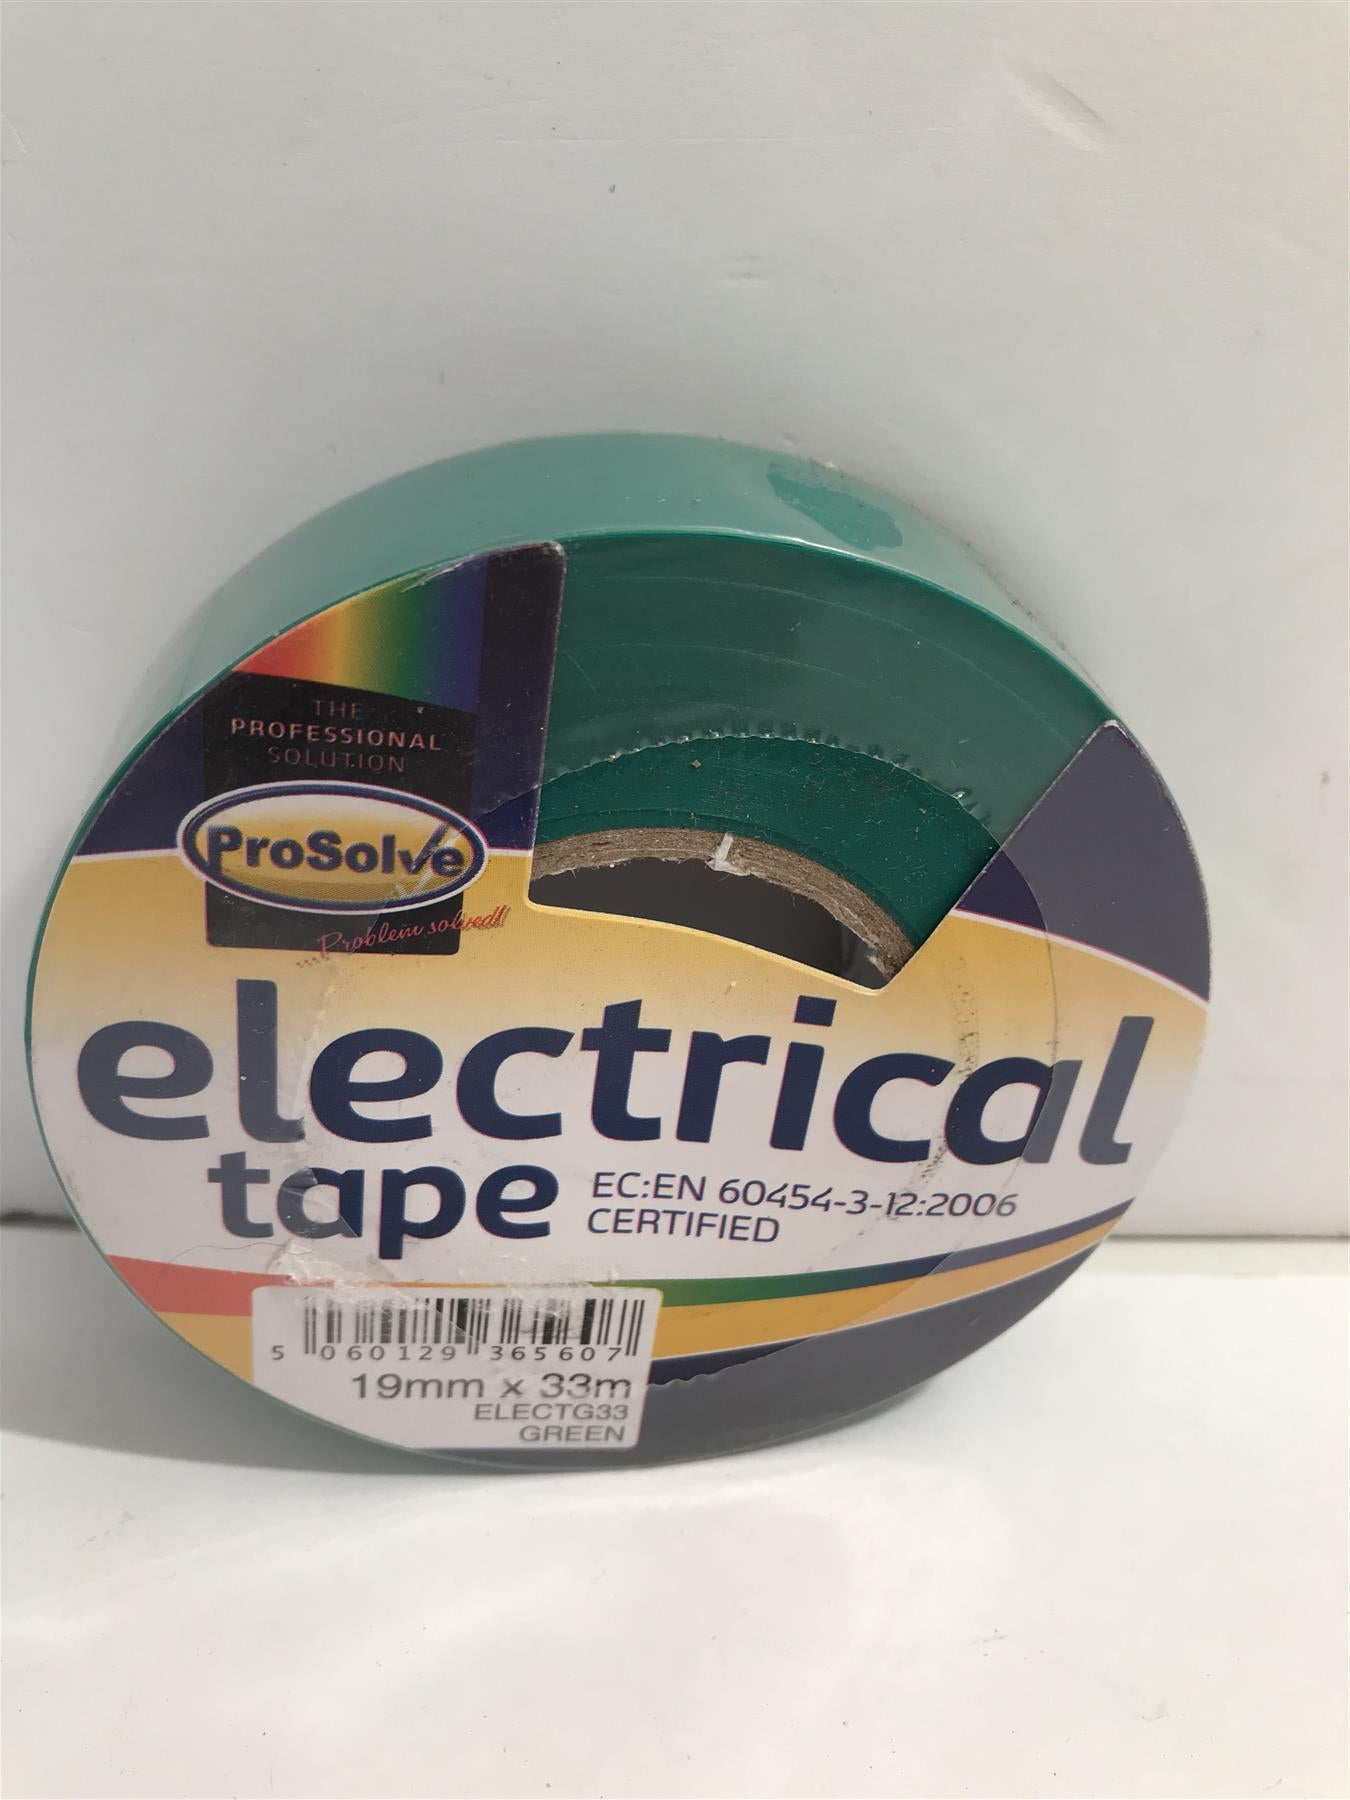 THE
PROFESSIONAL
SOLUTION
ProSolve
...Problem solved!!
electrical
tape
EC:EN 60454-3-12:2006
CERTIFIED
5 060129 365607
19mm x 33m
ELECTG33
GREEN